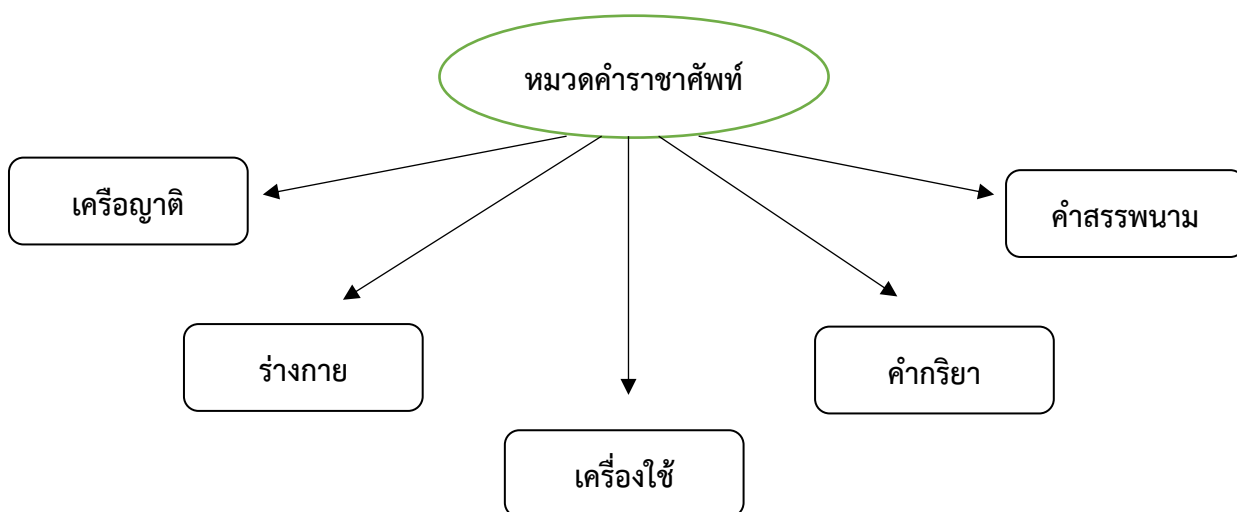 หมวดคำราชาศัพท์
เครือญาติ
คำสรรพนาม
ร่างกาย
คำกริยา
เครื่องใช้